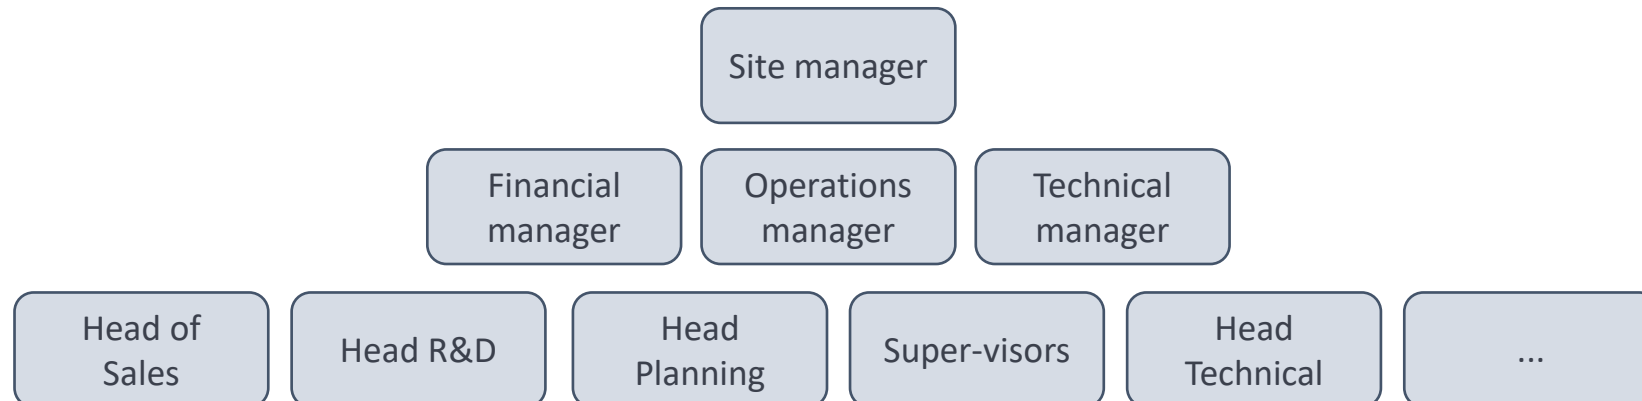 Site manager
Financial
manager
Operations
manager
Technical
manager
Head of
Sales
Head R&D
Head
Planning
Super-visors
Head
Technical
...